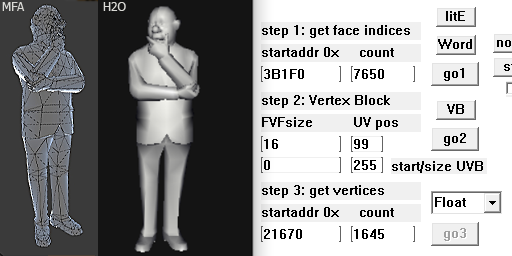 MFA H2O
litE
step 1: get face indices
startaddr 0x count Word no
3B1F0 7650 go1
step 2: Vertex Block VB
FVFsize UV pos
16 99 go2
0 255 start/size UVB
step 3: get vertices
Float
startaddr 0x count
21670 1645 go3